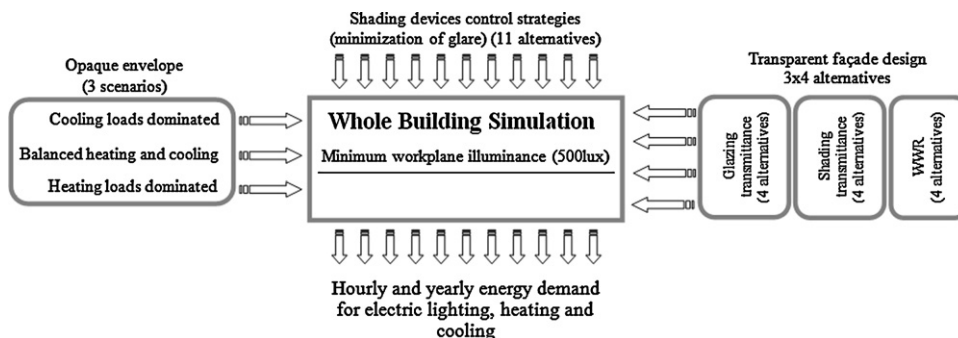 Shading devices control strategies
(minimization of glare) (11 alternatives)
Opaque envelope
(3 scenarios)
Cooling loads dominated
Balanced heating and cooling
Heating loads dominated
Whole Building Simulation
Minimum workplane illuminance (500lux)
Transparent façade design
3x4 alternatives
Glazing
transmittance
(4 alternatives)
Shading
transmittance
(4 alternatives)
WWR
(4 alternatives)
Hourly and yearly energy demand
for electric lighting, heating and
cooling